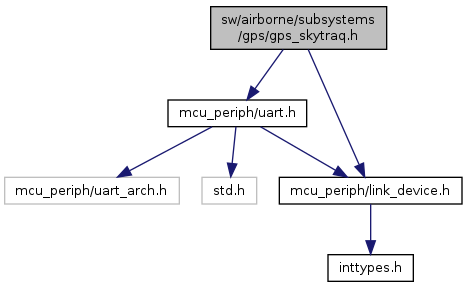 sw/airborne/subsystems
/gps/gps_skytraq.h
mcu_periph/uart.h
mcu_periph/uart_arch.h
std.h
mcu_periph/link_device.h
inttypes.h